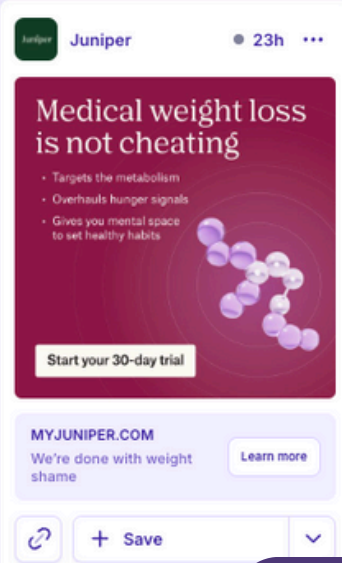 Juniper
Juniper
23h
Medical weight loss
is not cheating
• Targets the metabolism
• Overhauls hunger signals
• Gives you mental space
to set healthy habits
Start your 30-day trial
MYJUNIPER.COM
We're done with weight
shame
Learn more
+ Save